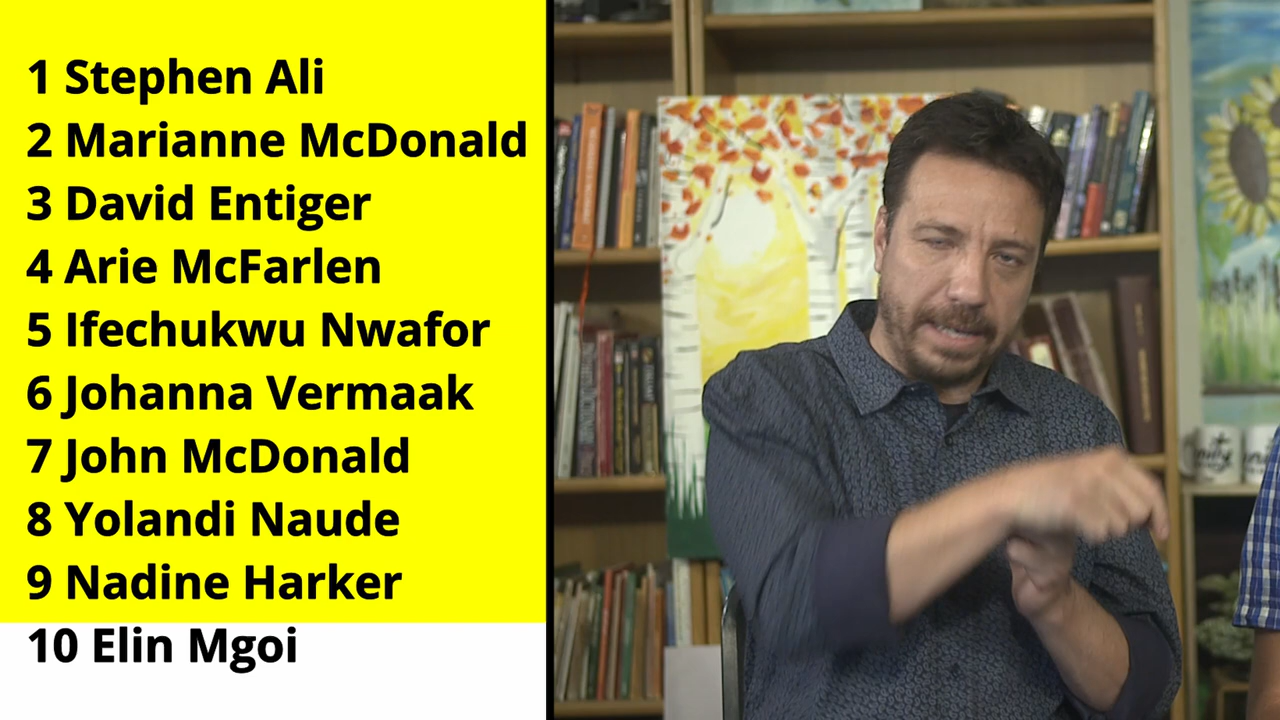 1 Stephen Ali
2 Marianne McDonald
3 David Entiger
4 Arie McFarlen
5 Ifechukwu Nwafor
6 Johanna Vermaak
7 John McDonald
8 Yolandi Naude
9 Nadine Harker
10 Elin Mgoi